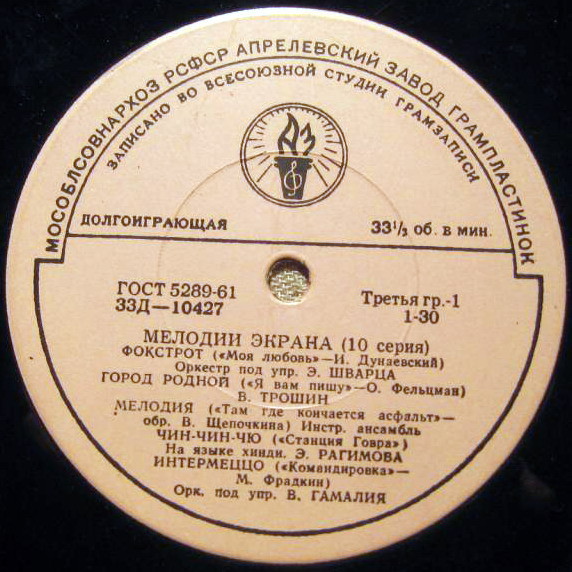 МОСОБЛСОВНАРХОЗ РСФСР АПРЕЛЕВСКИЙ ЗАВОД ГРАМПЛАСТИНОК
ЗАПИСАНО ВО ВСЕСОЮЗНОЙ СТУДИИ ГРАМЗАПИСИ
АЗ
ДОЛГОИГРАЮЩАЯ 33⅓ об. в мин.
ГОСТ 5289-61 Третья гр.-1
33Д—10427 1-30
МЕЛОДИИ ЭКРАНА (10 серия)
ФОКСТРОТ («Моя любовь»—И. Дунаевский)
Оркестр под упр. Э. ШВАРЦА
ГОРОД РОДНОЙ («Я вам пишу»—О. Фельцман)
В. ТРОШИН
МЕЛОДИЯ («Там где кончается асфальт»—
обр. В. Щепочкина) Инстр. ансамбль
ЧИН-ЧИН-ЧЮ («Станция Говра»)
На языке хинди. Э. РАГИМОВА
ИНТЕРМЕЦЦО («Командировка»—
М. Фрадкин)
Орк. под упр. В. ГАМАЛИЯ